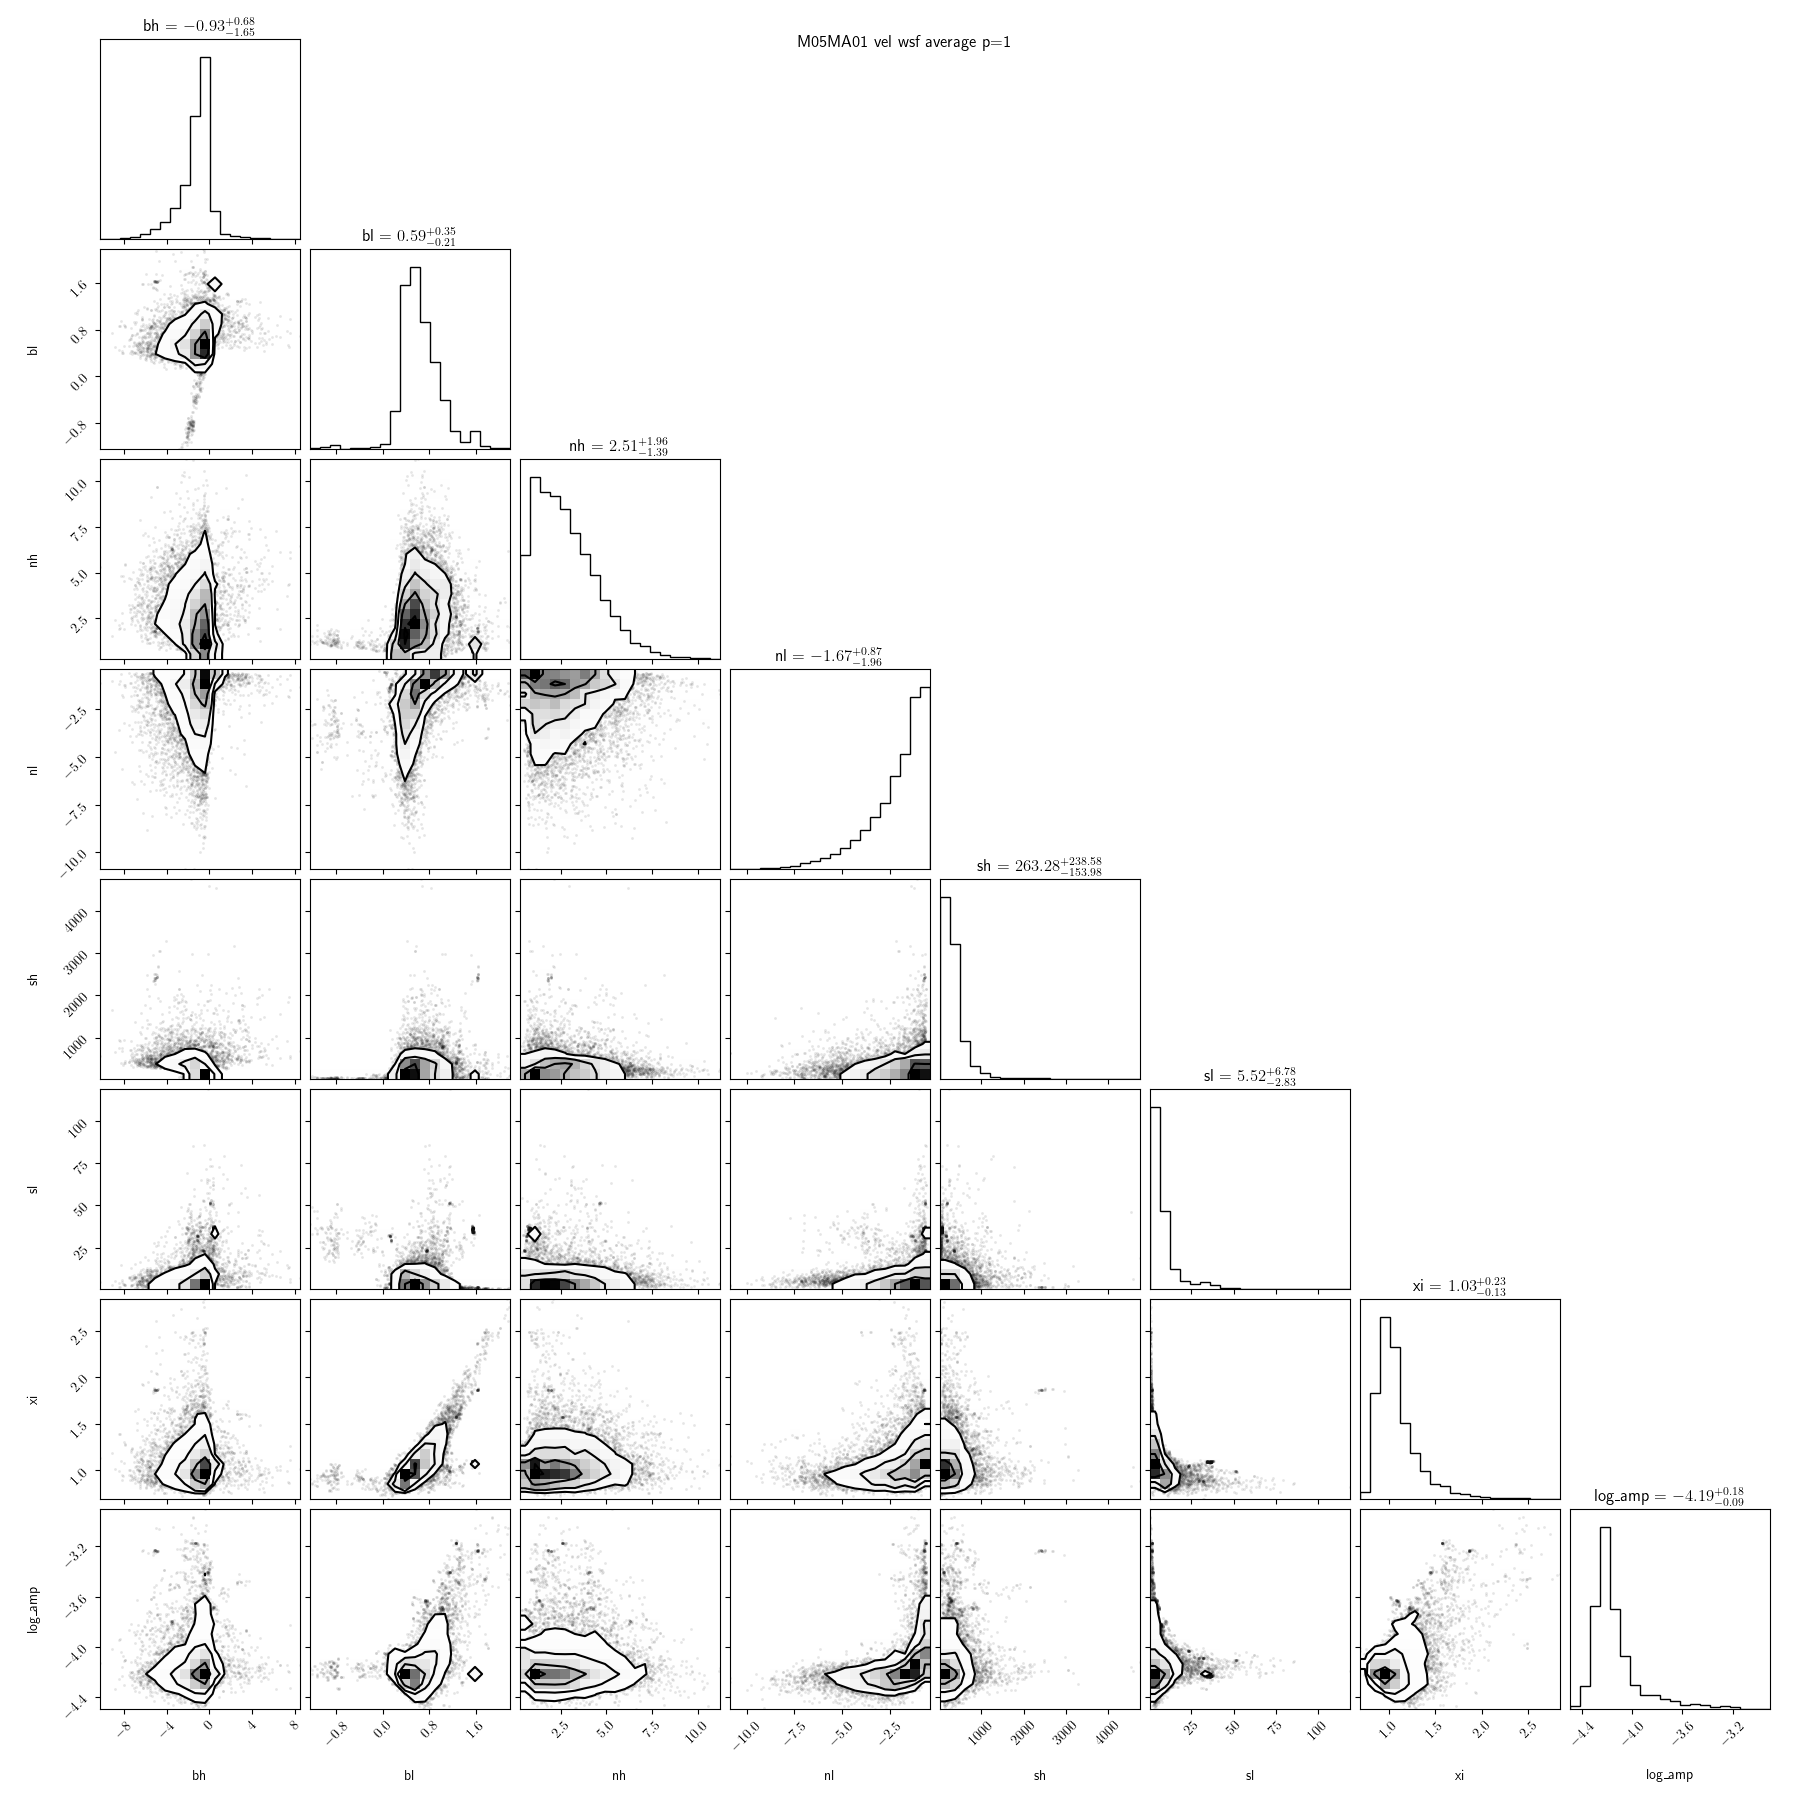 M05MA01 vel wsf average p=1
bh = −0.93^{+0.68}_{−1.65}
bl = 0.59^{+0.35}_{−0.21}
1.6
0.8
0.0
−0.8
bl
nh = 2.51^{+1.96}_{−1.39}
10.0
7.5
5.0
2.5
nh
nl = −1.67^{+0.87}_{−1.96}
−2.5
−5.0
−7.5
−10.0
nl
sh = 263.28^{+238.58}_{−153.98}
4000
3000
2000
1000
sh
sl = 5.52^{+6.78}_{−2.83}
100
75
50
25
sl
xi = 1.03^{+0.23}_{−0.13}
2.5
2.0
1.5
1.0
xi
log_amp = −4.19^{+0.18}_{−0.09}
−3.2
−3.6
−4.0
−4.4
log_amp
−8 −4 0 4 8 −0.8 0.0 0.8 1.6 2.5 5.0 7.5 10.0 −10.0 −7.5 −5.0 −2.5 1000 2000 3000 4000 25 50 75 100 1.0 1.5 2.0 2.5 −4.4 −4.0 −3.6 −3.2
bh bl nh nl sh sl xi log_amp